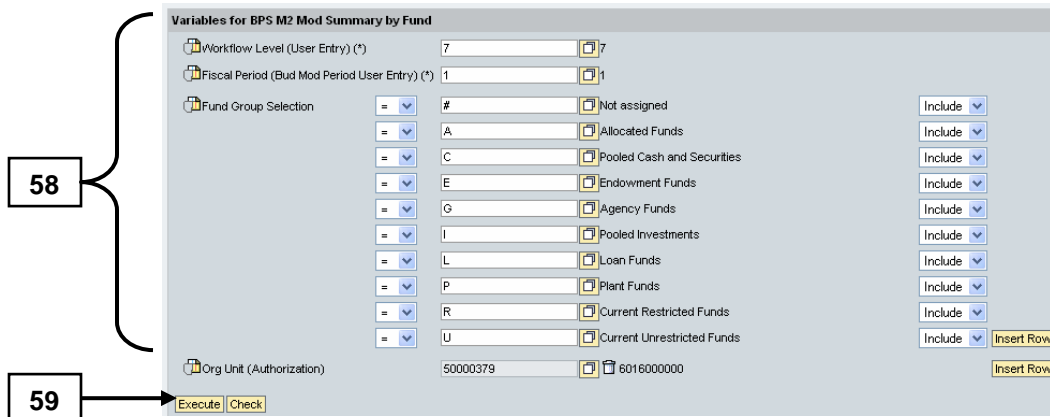 Variables for BPS M2 Mod Summary by Fund
Workflow Level (User Entry) (*) 7 7
Fiscal Period (Bud Mod Period User Entry) (*) 1 1
Fund Group Selection = # Not assigned Include
= A Allocated Funds Include
= C Pooled Cash and Securities Include
58
= E Endowment Funds Include
= G Agency Funds Include
= I Pooled Investments Include
= L Loan Funds Include
= P Plant Funds Include
= R Current Restricted Funds Include
= U Current Unrestricted Funds Include Insert Row
Org Unit (Authorization) 50000379 6016000000 Insert Row
59
Execute Check